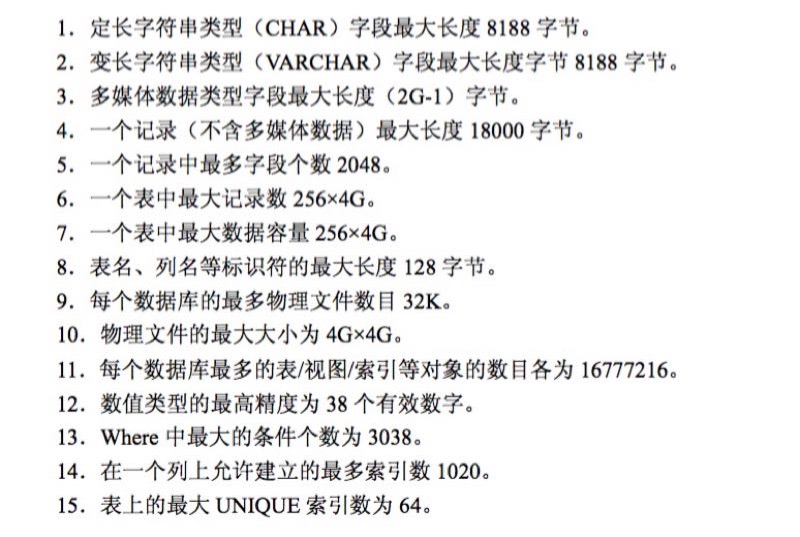 1. 定长字符串类型（CHAR）字段最大长度 8188 字节。
2. 变长字符串类型（VARCHAR）字段最大长度字节 8188 字节。
3. 多媒体数据类型字段最大长度（2G-1）字节。
4. 一个记录（不含多媒体数据）最大长度 18000 字节。
5. 一个记录中最多字段个数 2048。
6. 一个表中最大记录数 256×4G。
7. 一个表中最大数据容量 256×4G。
8. 表名、列名等标识符的最大长度 128 字节。
9. 每个数据库的最多物理文件数目 32K。
10. 物理文件的最大大小为 4G×4G。
11. 每个数据库最多的表/视图/索引等对象的数目各为 16777216。
12. 数值类型的最高精度为 38 个有效数字。
13. Where 中最大的条件个数为 3038。
14. 在一个列上允许建立的最多索引数 1020。
15. 表上的最大 UNIQUE 索引数为 64。